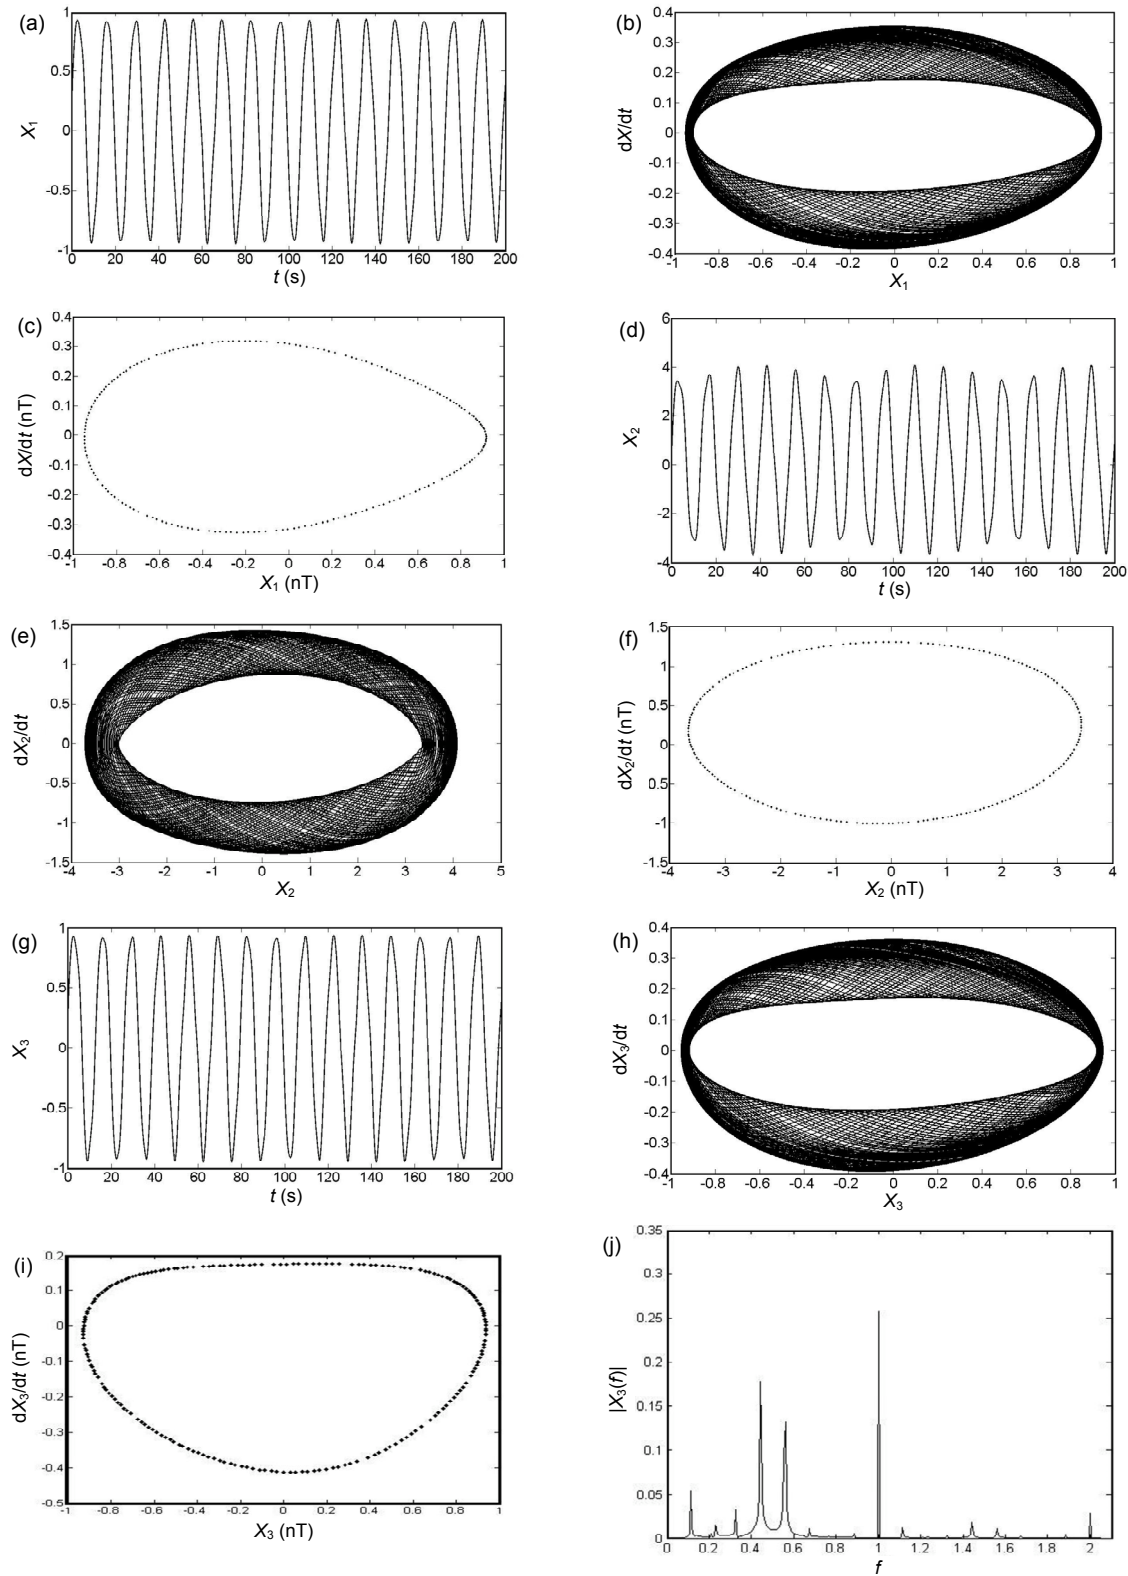 (a)
1
0.5
0
-0.5
-1
X1
0 20 40 60 80 100 120 140 160 180 200
t (s)
(b)
0.4
0.3
0.2
0.1
0
-0.1
-0.2
-0.3
-0.4
dX/dt
-1 -0.8 -0.6 -0.4 -0.2 0 0.2 0.4 0.6 0.8 1
X1
(c)
0.4
0.3
0.2
0.1
0
-0.1
-0.2
-0.3
-0.4
dX/dt (nT)
-1 -0.8 -0.6 -0.4 -0.2 0 0.2 0.4 0.6 0.8 1
X1 (nT)
(d)
6
4
2
0
-2
-4
X2
0 20 40 60 80 100 120 140 160 180 200
t (s)
(e)
1.5
1
0.5
0
-0.5
-1
-1.5
dX2/dt
-4 -3 -2 -1 0 1 2 3 4 5
X2
(f)
1.5
1
0.5
0
0.5
-1
-1.5
dX2/dt (nT)
-4 -3 -2 -1 0 1 2 3 4
X2 (nT)
(g)
1
0.5
0
-0.5
-1
X3
0 20 40 60 80 100 120 140 160 180 200
t (s)
(h)
0.4
0.3
0.2
0.1
0
-0.1
-0.2
-0.3
-0.4
dX3/dt
-1 -0.8 -0.6 -0.4 -0.2 0 0.2 0.4 0.6 0.8 1
X3
(i)
0.2
0.1
0
-0.1
-0.2
-0.3
-0.4
-0.5
dX3/dt (nT)
-1 -0.8 -0.6 -0.4 -0.2 0 0.2 0.4 0.6 0.8 1
X3 (nT)
(j)
0.35
0.3
0.25
0.2
0.15
0.1
0.05
0
|X3(f)|
0 0.2 0.4 0.6 0.8 1 1.2 1.4 1.6 1.8 2
f